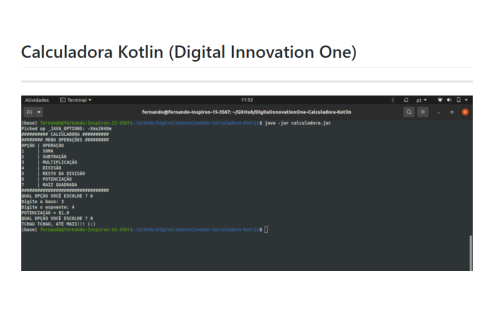 Calculadora Kotlin (Digital Innovation One)
Atividades Terminal 11:52 pt
fernando@fernando-Inspiron-15-3567: ~/GitHub/DigitalInnovationOne-Calculadora-Kotlin
(base) fernando@fernando-Inspiron-15-3567:~/GitHub/DigitalInnovationOne-Calculadora-Kotlin$ java -jar calculadora.jar
Picked up _JAVA_OPTIONS: -Xmx2048m
########## CALCULADORA ##########
######## MENU OPERAÇÕES #########
OPÇÃO | OPERAÇÃO
1 | SOMA
2 | SUBTRAÇÃO
3 | MULTIPLICAÇÃO
4 | DIVISÃO
5 | RESTO DA DIVISÃO
6 | POTENCIAÇÃO
7 | RAIZ QUADRADA
#################################
QUAL OPÇÃO VOCÊ ESCOLHE ? 6
Digite a base: 3
Digite o expoente: 4
POTENCIAÇÃO = 81.0
QUAL OPÇÃO VOCÊ ESCOLHE ? 0
TCHAU TCHAU, ATÉ MAIS!!! (:)
(base) fernando@fernando-Inspiron-15-3567:~/GitHub/DigitalInnovationOne-Calculadora-Kotlin$